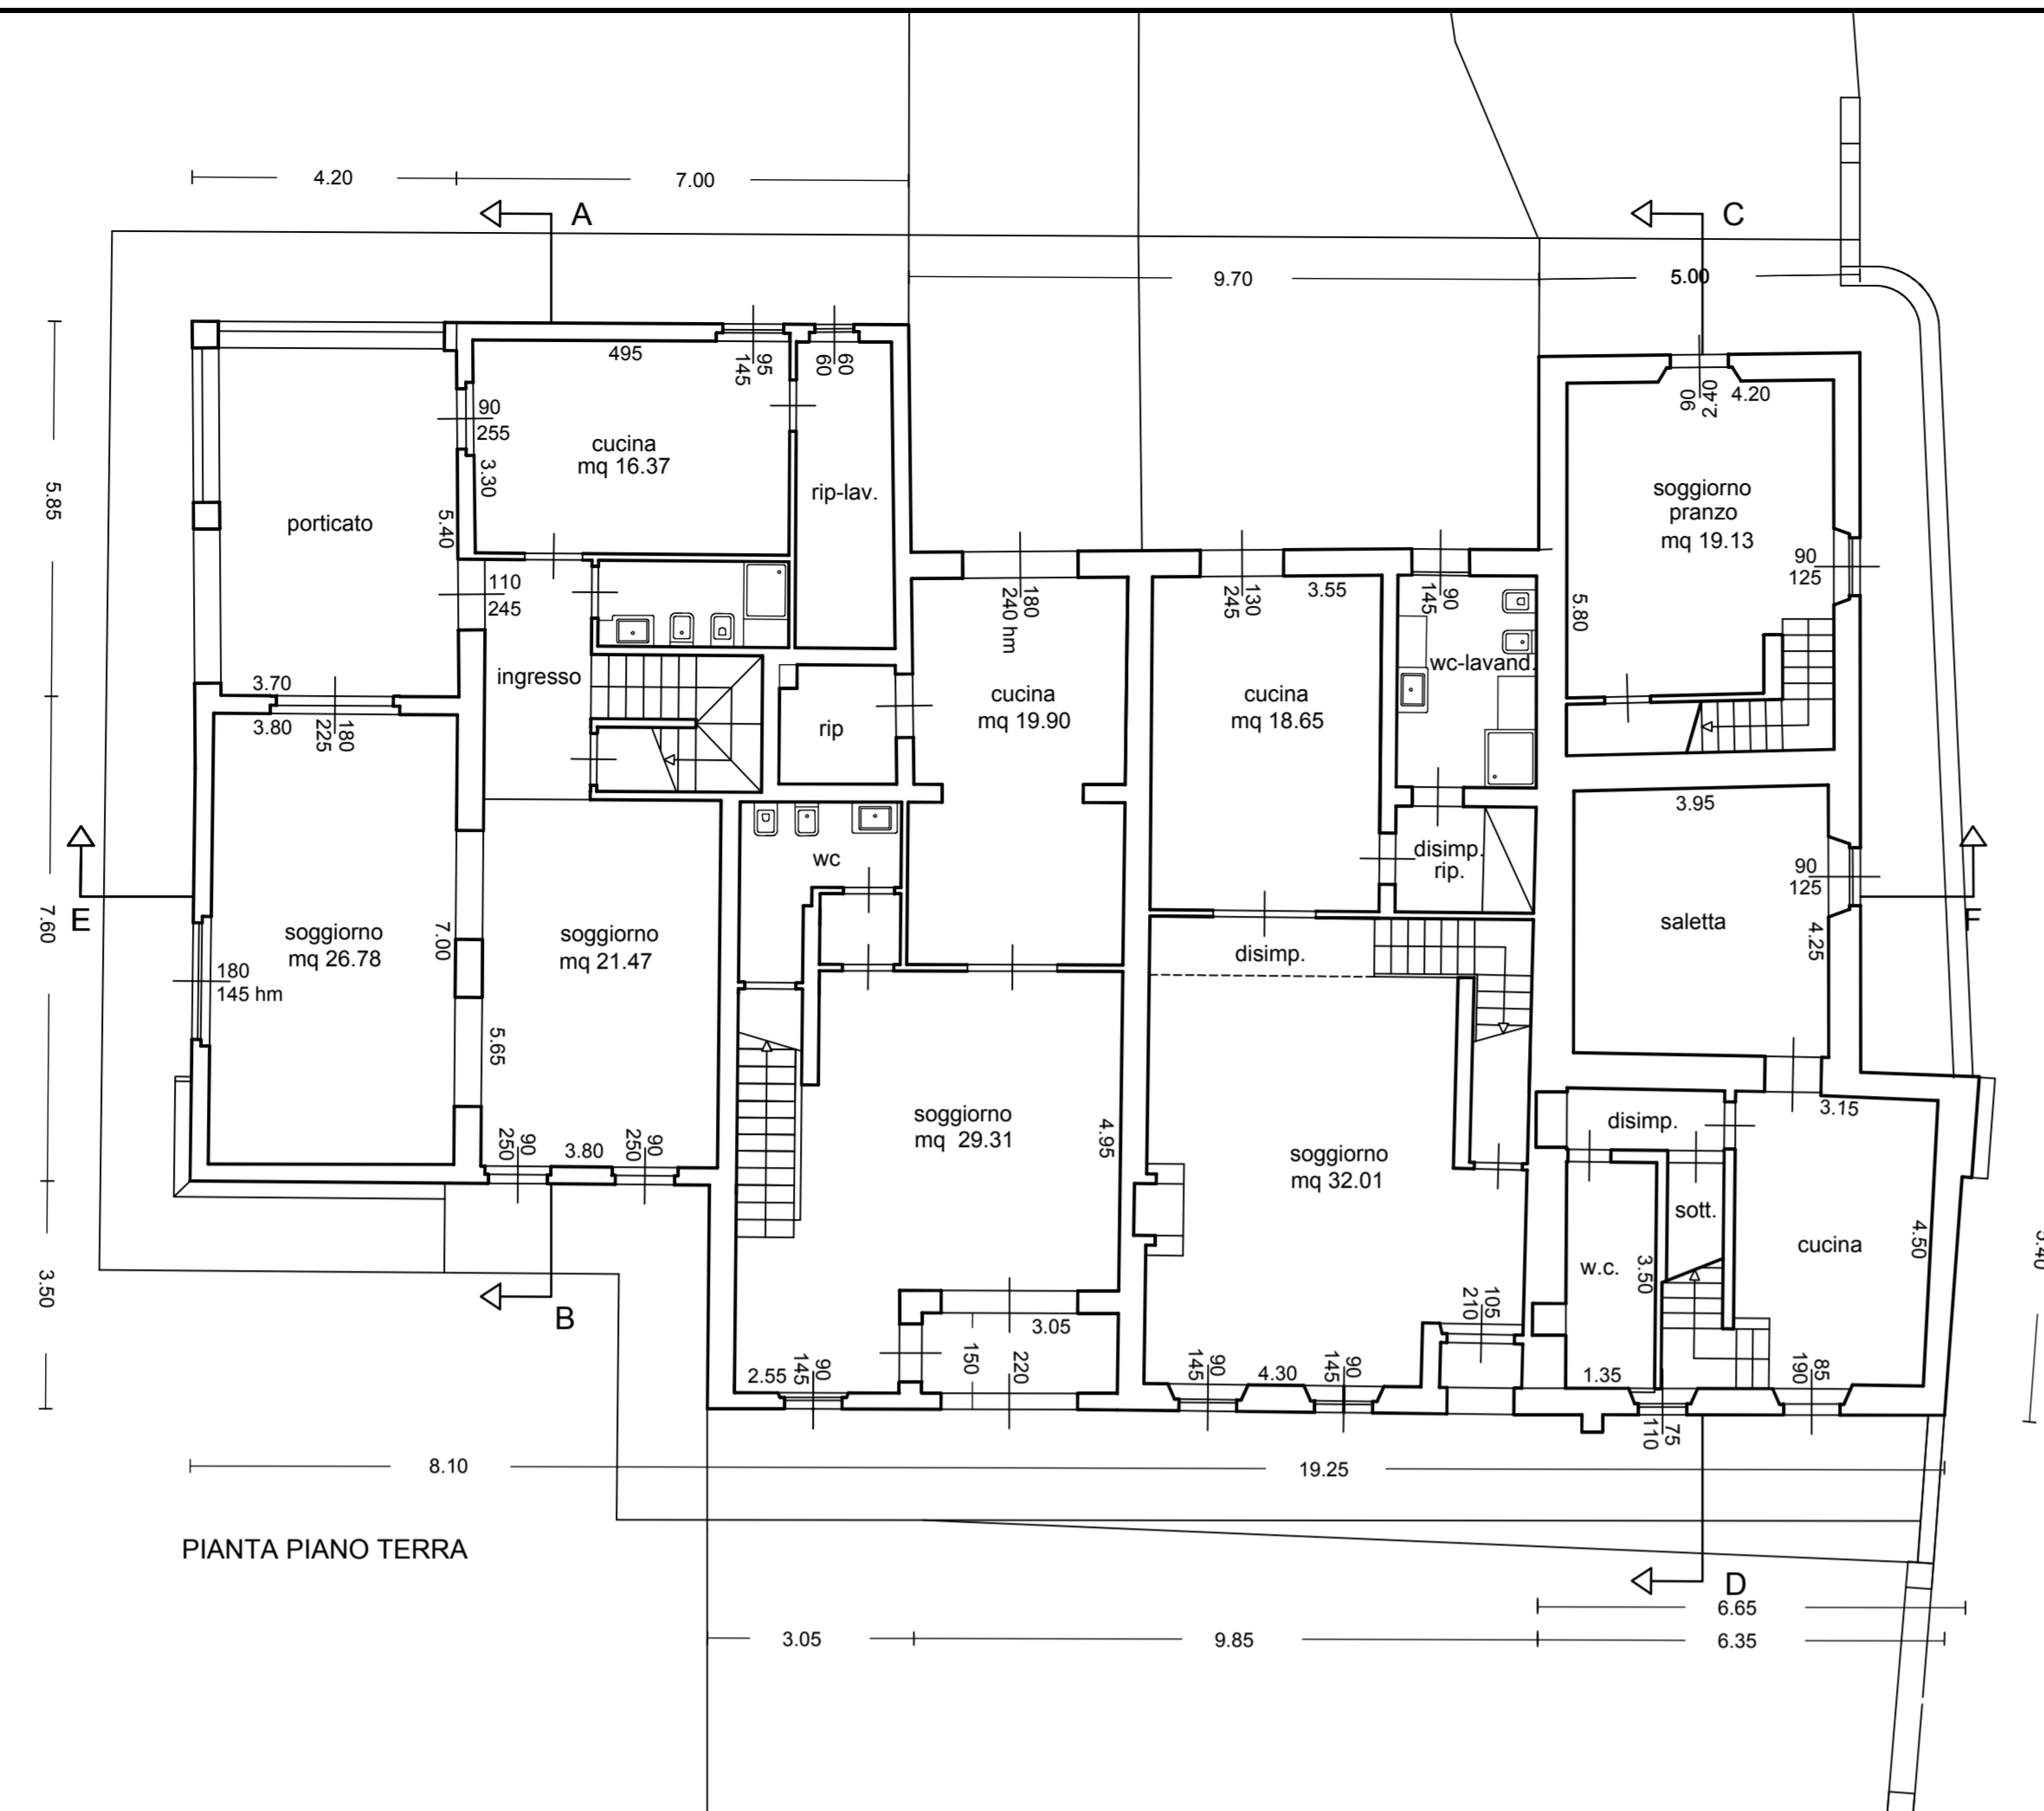 4.20
7.00
A
C
9.70
5.00
495
95
145
60
60
90
2.40
4.20
90
255
cucina
mq 16.37
3.30
rip-lav.
soggiorno
pranzo
mq 19.13
5.85
porticato
5.40
90
125
110
245
180
240 hm
130
245
3.55
90
145
5.80
ingresso
wc-lavand.
3.70
3.80
180
225
rip
cucina
mq 19.90
cucina
mq 18.65
3.95
wc
disimp.
rip.
90
125
E
F
7.60
soggiorno
mq 26.78
7.00
soggiorno
mq 21.47
saletta
4.25
disimp.
180
145 hm
5.65
soggiorno
mq 29.31
4.95
disimp.
3.15
90
250
3.80
90
250
soggiorno
mq 32.01
sott.
cucina
4.50
3.50
w.c.
3.50
B
105
210
3.05
150
220
2.55
90
145
90
145
4.30
90
145
1.35
85
190
75
110
8.10
19.25
PIANTA PIANO TERRA
D
6.65
3.05
9.85
6.35